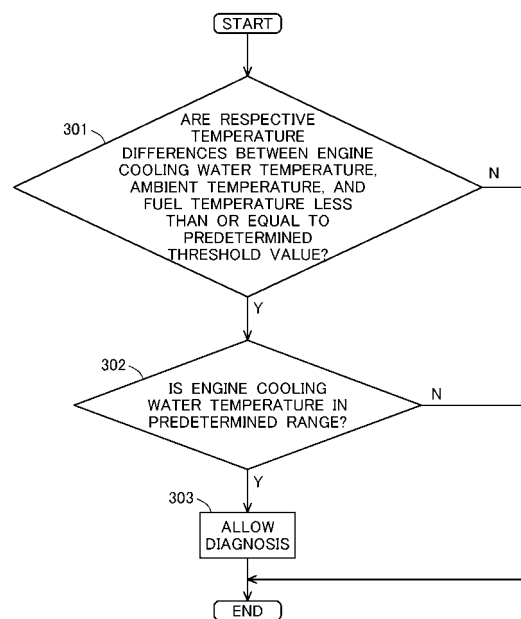 START
301
ARE RESPECTIVE
TEMPERATURE
DIFFERENCES BETWEEN ENGINE
COOLING WATER TEMPERATURE,
AMBIENT TEMPERATURE, AND
FUEL TEMPERATURE LESS
THAN OR EQUAL TO
PREDETERMINED
THRESHOLD VALUE?
N
Y
302
IS ENGINE COOLING
WATER TEMPERATURE IN
PREDETERMINED RANGE?
N
Y
303
ALLOW
DIAGNOSIS
END